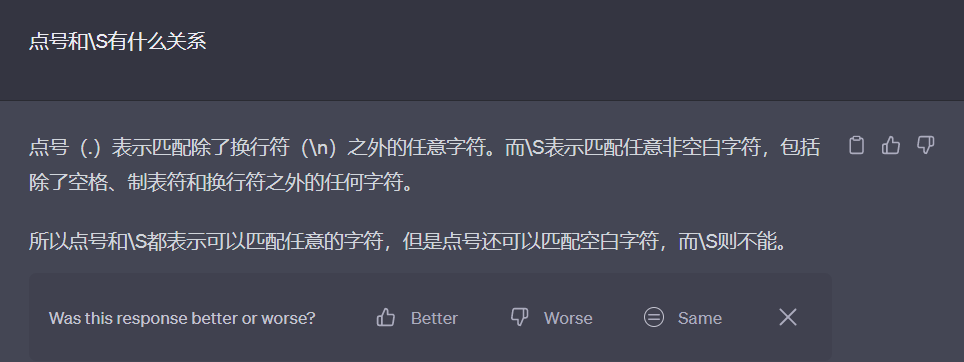 点号和\S有什么关系
点号（.）表示匹配除了换行符（\n）之外的任意字符。而\S表示匹配任意非空白字符，包括
除了空格、制表符和换行符之外的任何字符。
所以点号和\S都表示可以匹配任意的字符，但是点号还可以匹配空白字符，而\S则不能。
Was this response better or worse? Better Worse Same